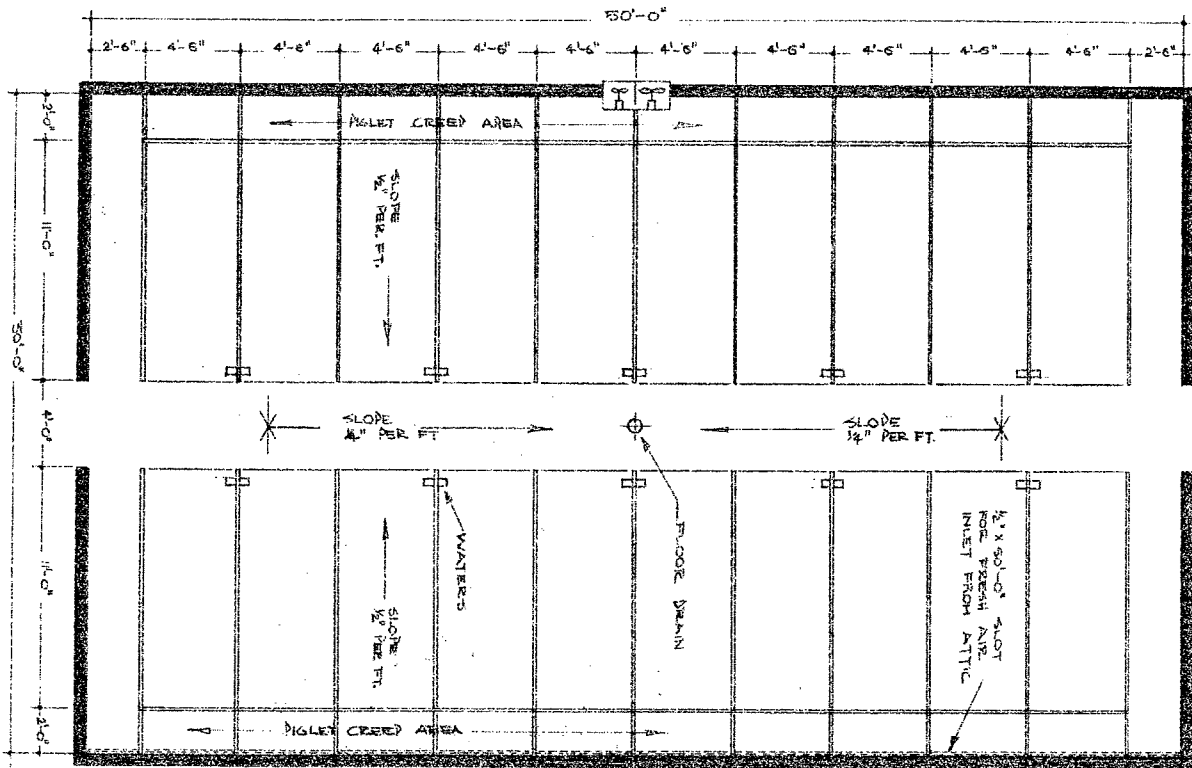 50'-0"
2'-6" 4'-6" 4'-6" 4'-6" 4'-6" 4'-6" 4'-6" 4'-6" 4'-6" 4'-6" 4'-6" 2'-6"
2'-0"
PIGLET CREEP AREA
11'-0"
SLOPE
½" PER. FT.
30'-0"
4'-0"
SLOPE
¼" PER FT
SLOPE
¼" PER FT.
11'-0"
SLOPE
½" PER FT.
WATERS
FLOOR DRAIN
½" X 50'-0" SLOT
FOR FRESH AIR
INLET FROM ATTIC
2'-0"
PIGLET CREEP AREA